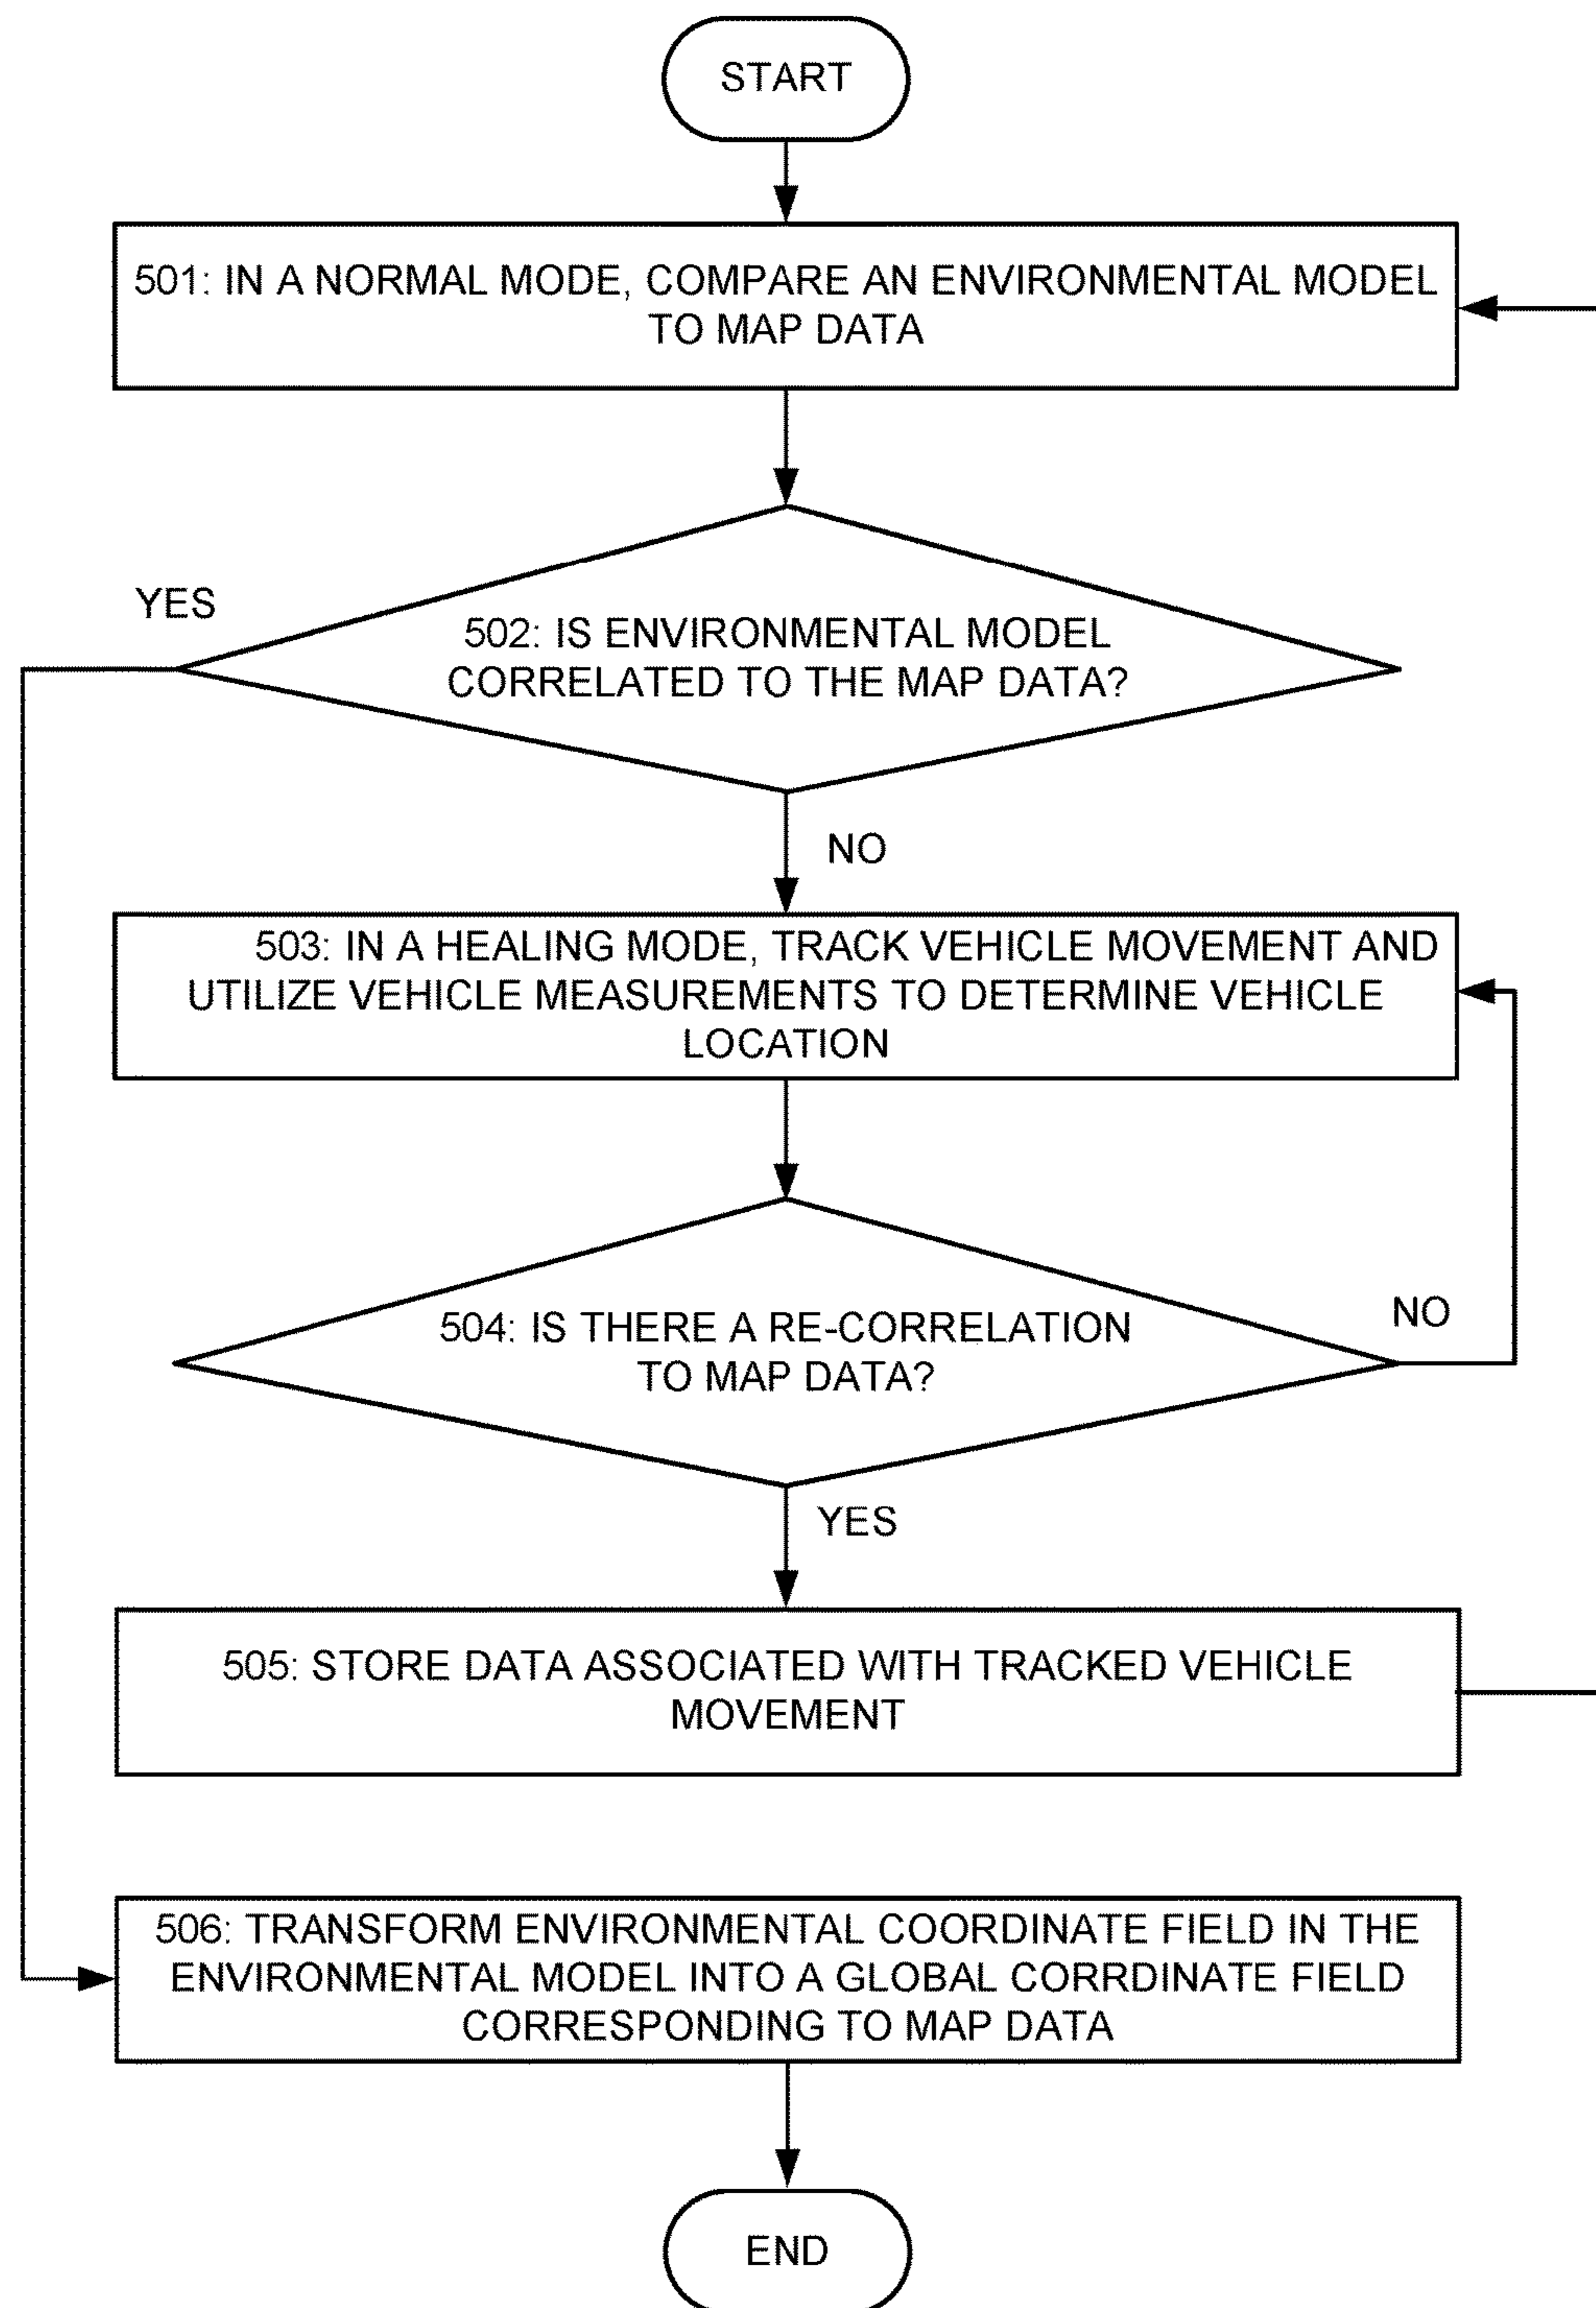 START
501: IN A NORMAL MODE, COMPARE AN ENVIRONMENTAL MODEL
TO MAP DATA
YES
502: IS ENVIRONMENTAL MODEL
CORRELATED TO THE MAP DATA?
NO
503: IN A HEALING MODE, TRACK VEHICLE MOVEMENT AND
UTILIZE VEHICLE MEASUREMENTS TO DETERMINE VEHICLE
LOCATION
504: IS THERE A RE-CORRELATION
TO MAP DATA?
NO
YES
505: STORE DATA ASSOCIATED WITH TRACKED VEHICLE
MOVEMENT
506: TRANSFORM ENVIRONMENTAL COORDINATE FIELD IN THE
ENVIRONMENTAL MODEL INTO A GLOBAL CORRDINATE FIELD
CORRESPONDING TO MAP DATA
END